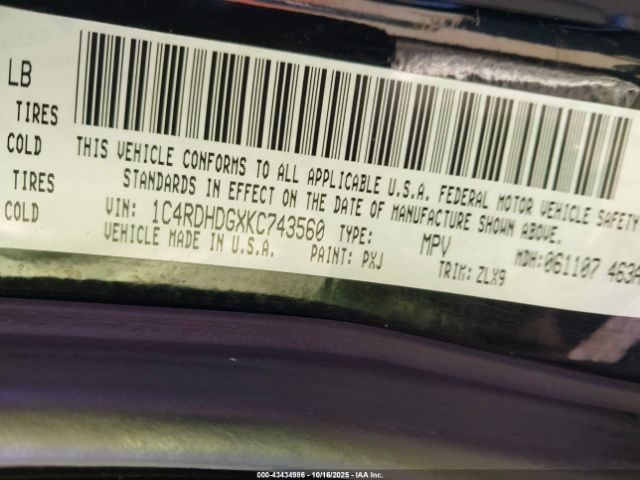 LB
TIRES
COLD
TIRES
COLD
THIS VEHICLE CONFORMS TO ALL APPLICABLE U.S.A. FEDERAL MOTOR VEHICLE SAFETY
STANDARDS IN EFFECT ON THE DATE OF MANUFACTURE SHOWN ABOVE.
VIN: 1C4RDHDGXKC743560 TYPE: MPV MDH:061107 463A
VEHICLE MADE IN U.S.A. PAINT: PXJ TRIM: ZLX9
©00-43434986 - 10/16/2025 - IAA Inc.